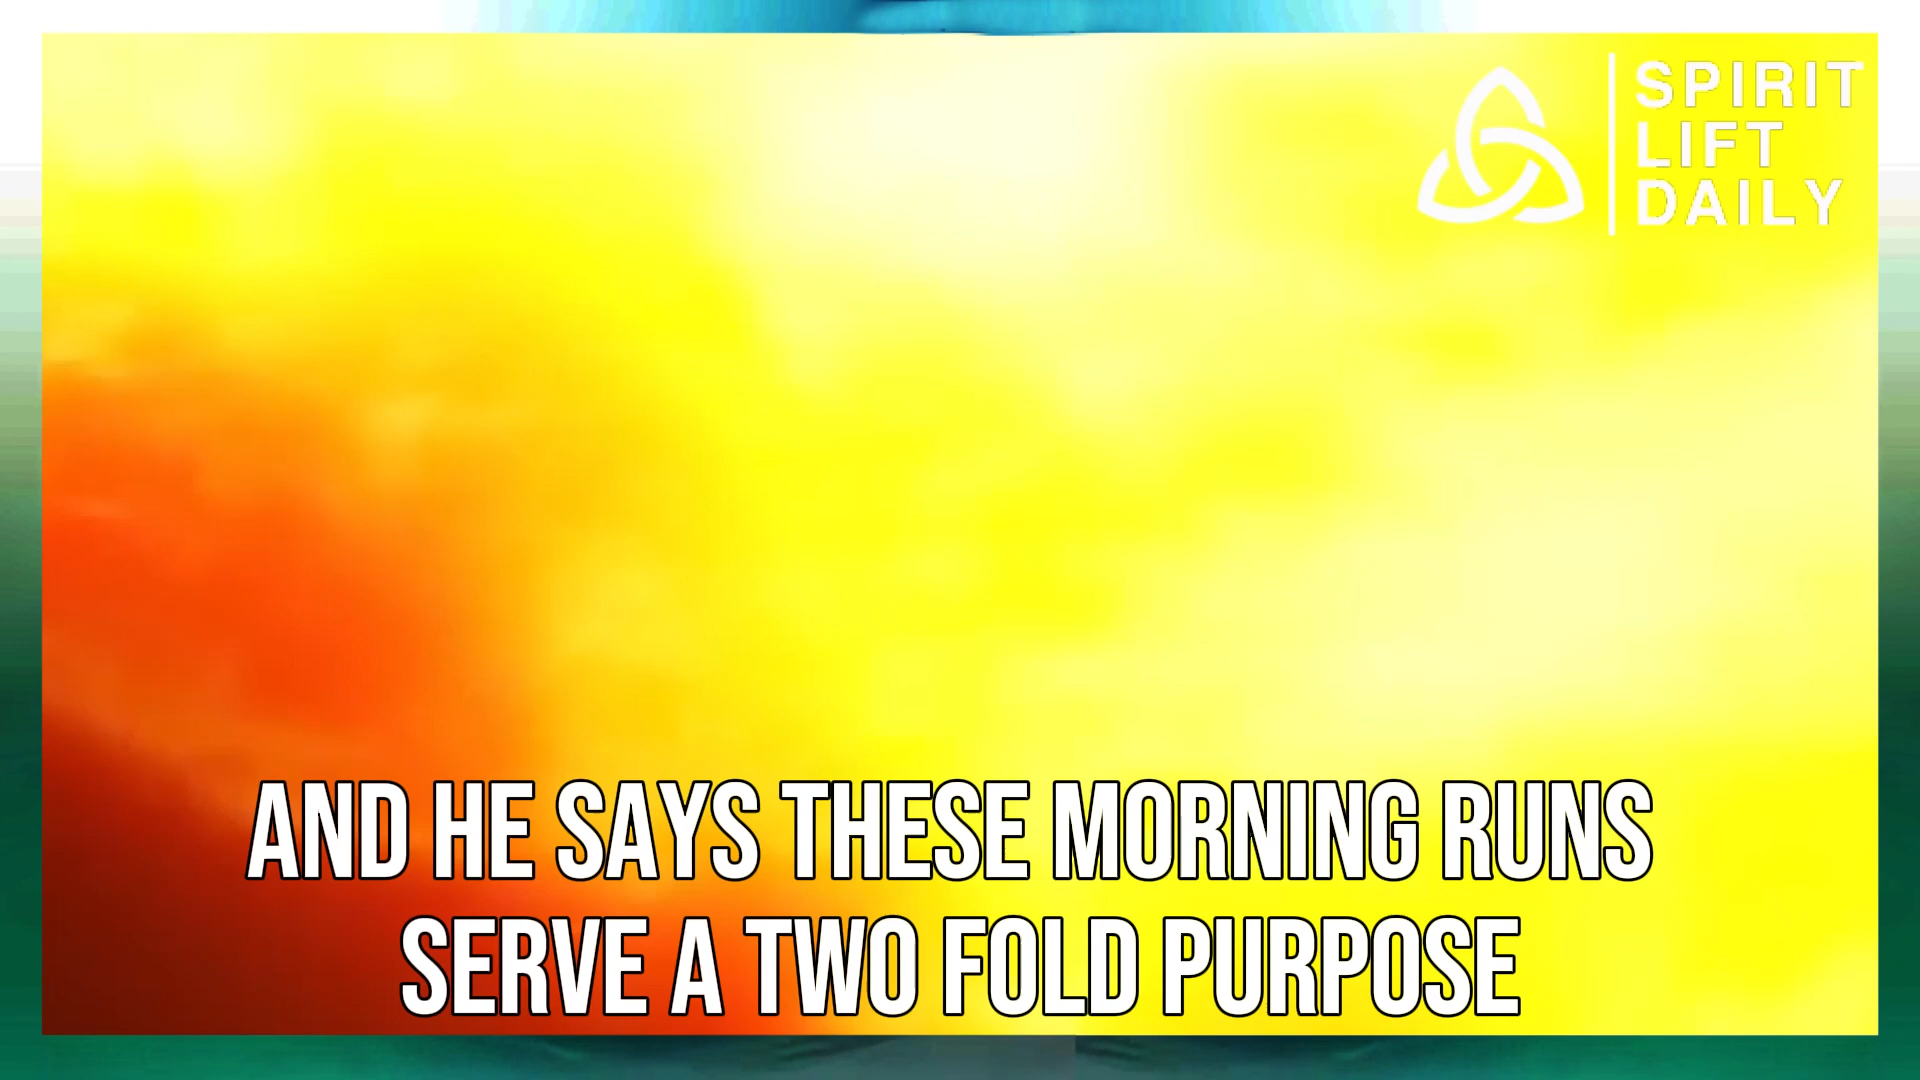 SPIRIT
LIFT
DAILY
AND HE SAYS THESE MORNING RUNS
SERVE A TWO FOLD PURPOSE